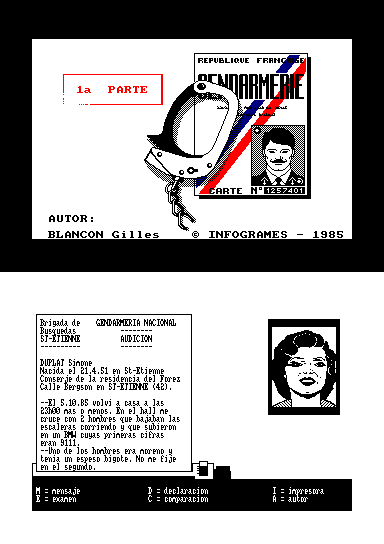 REPUBLIQUE FRANCAISE
GENDARMERIE
1a PARTE
CARTE N° 1257401
AUTOR:
BLANCON Gilles © INFOGRAMES - 1985
Brigada de GENDARMERIA NACIONAL
Busquedas --------
ST-ETIENNE AUDICION
---------- --------
DUPLAT Simone
Nacida el 21.4.51 en St-Etienne
Conserje de la residencia del Forez
Calle Bergson en ST-ETIENNE (42).
--El 5.10.85 volvi a casa a las
23h00 mas o menos. En el hall me
cruce con 2 hombres que bajaban las
escaleras corriendo y que subieron
en un BMW cuyas primeras cifras
eran 9111.
--Uno de los hombres era moreno y
tenia un espeso bigote. No me fije
en el segundo.
M = mensaje D = declaracion I = impresora
E = examen C = comparacion A = autor